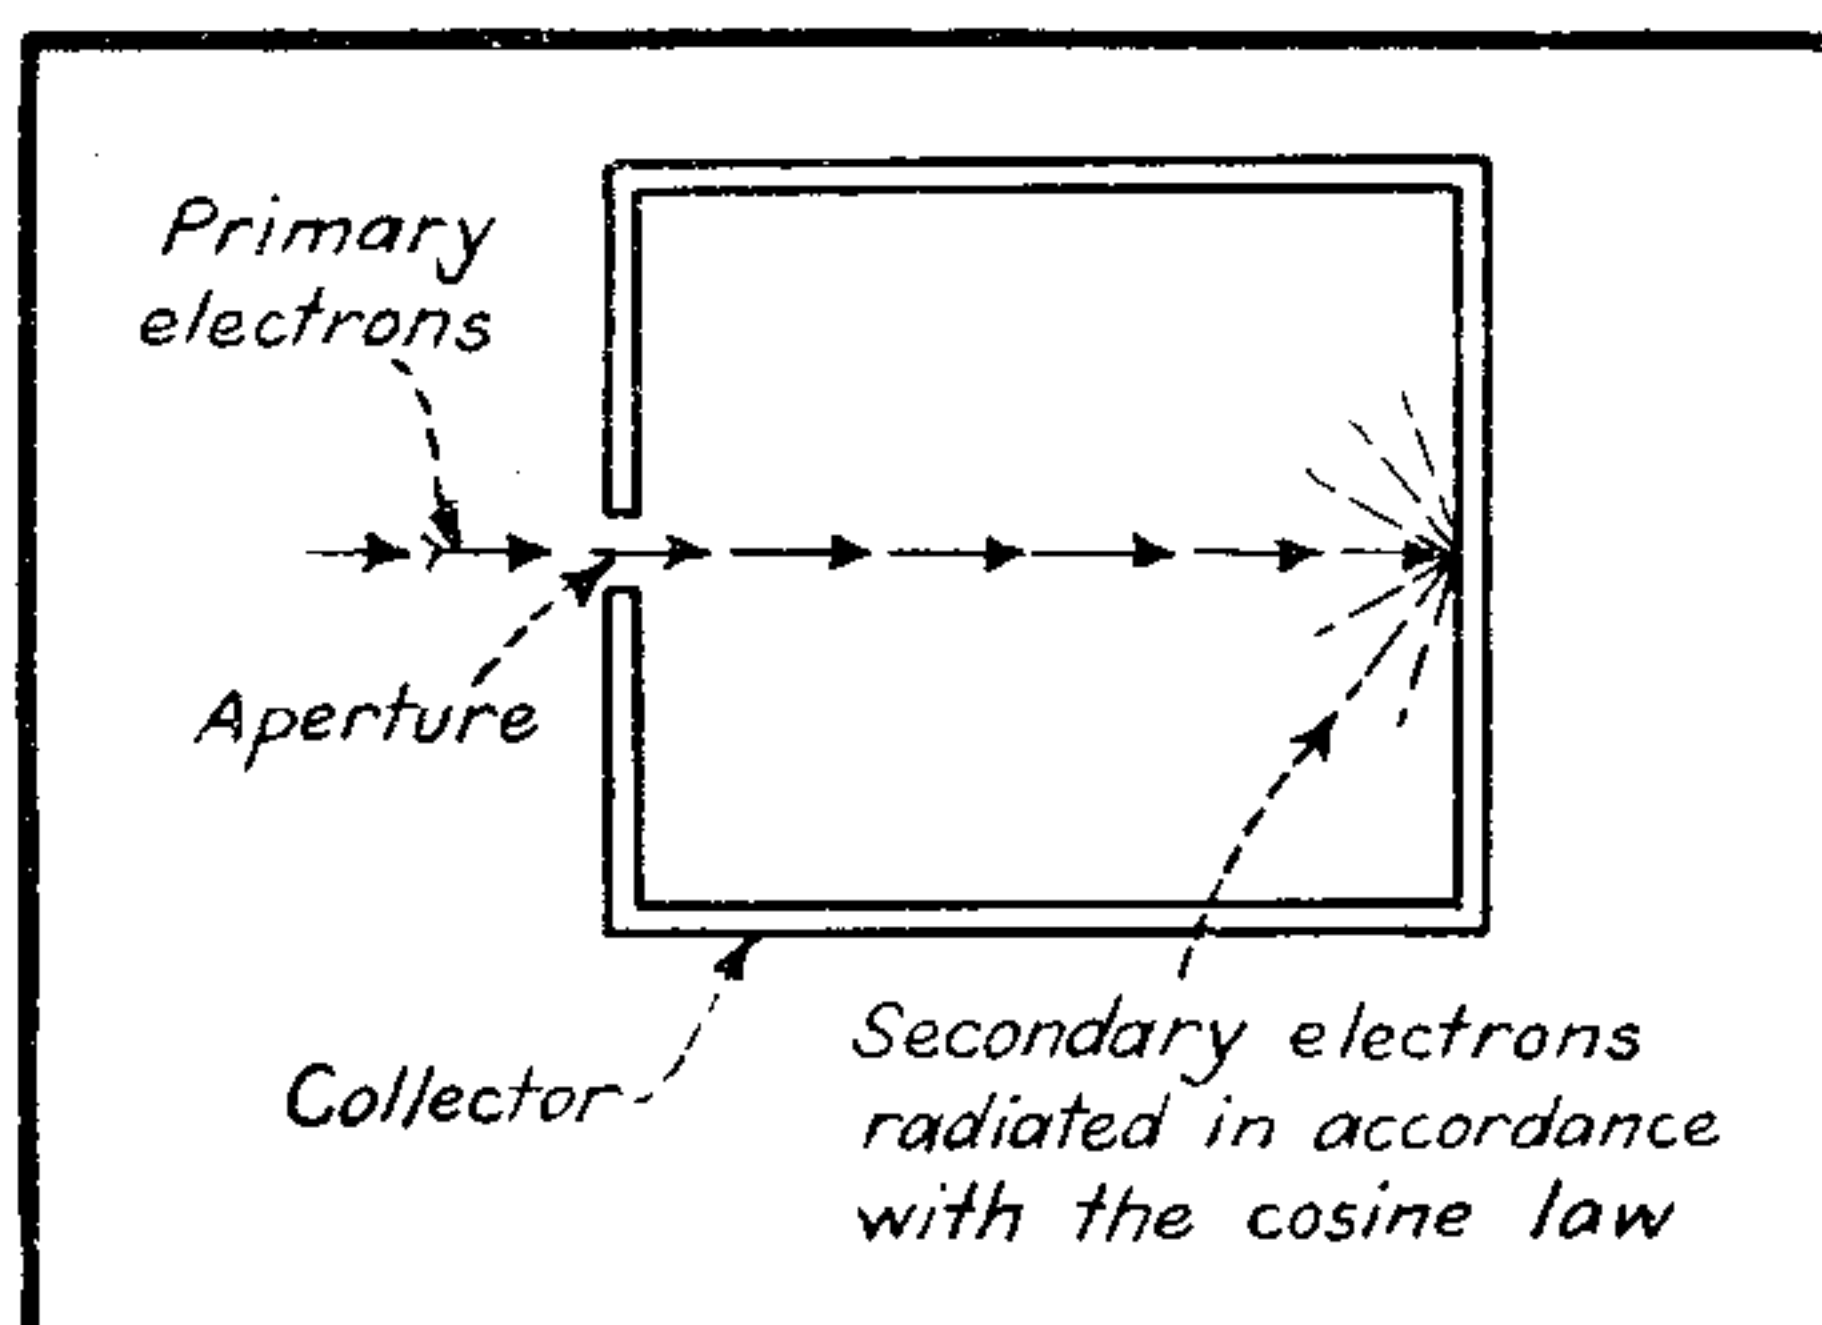 Primary
electrons
Aperture
Collector
Secondary electrons
radiated in accordance
with the cosine law